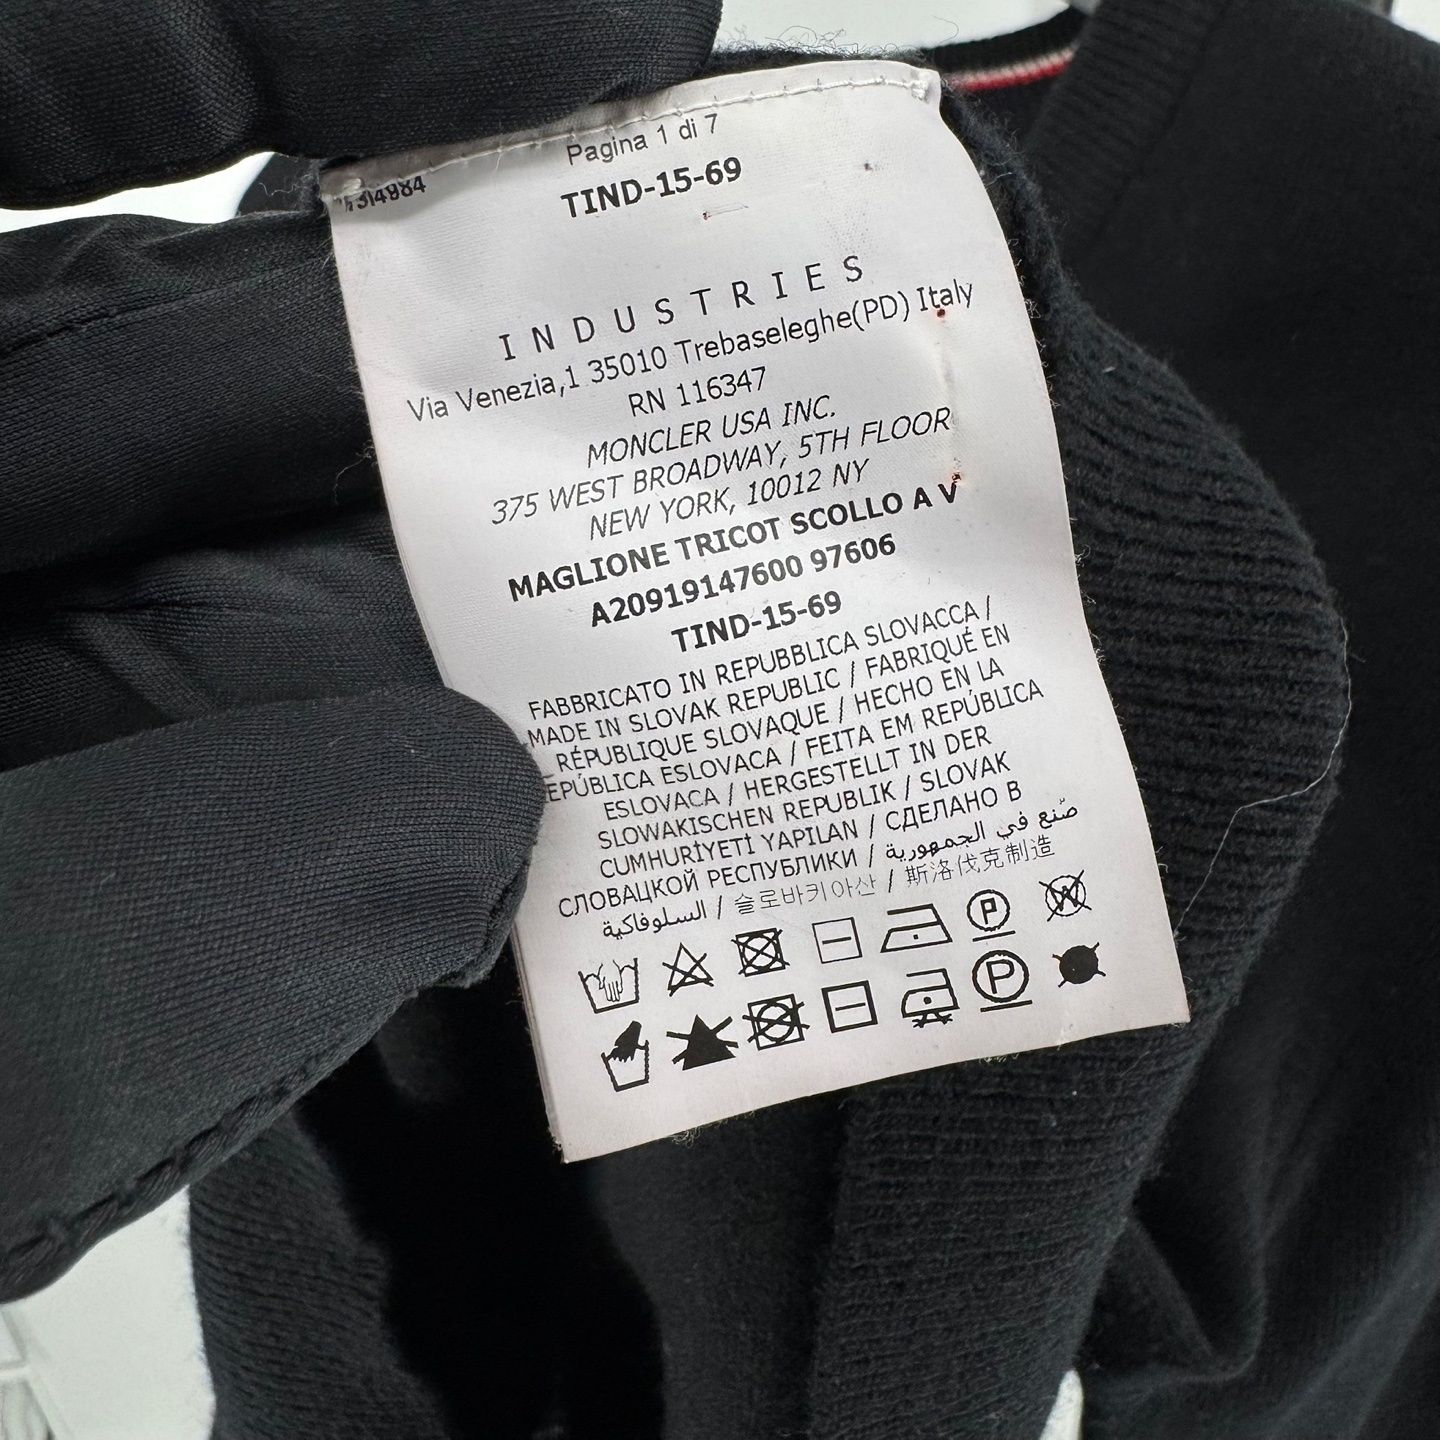 Pagina 1 di 7
TIND-15-69
INDUSTRIES
Via Venezia,1 35010 Trebaseleghe(PD) Italy
RN 116347
MONCLER USA INC.
375 WEST BROADWAY, 5TH FLOOR
NEW YORK, 10012 NY
MAGLIONE TRICOT SCOLLO A V
A20919147600 97606
TIND-15-69
FABBRICATO IN REPUBBLICA SLOVACCA /
MADE IN SLOVAK REPUBLIC / FABRIQUÉ EN
RÉPUBLIQUE SLOVAQUE / HECHO EN LA
EPÚBLICA ESLOVACA / FEITA EM REPÚBLICA
ESLOVACA / HERGESTELLT IN DER
SLOWAKISCHEN REPUBLIK / SLOVAK
CUMHURİYETİ YAPILAN / СДЕЛАНО В
СЛОВАЦКОЙ РЕСПУБЛИКИ / صُنع في الجمهورية
السلوفاكية / 슬로바키아산 / 斯洛伐克制造
P W
P